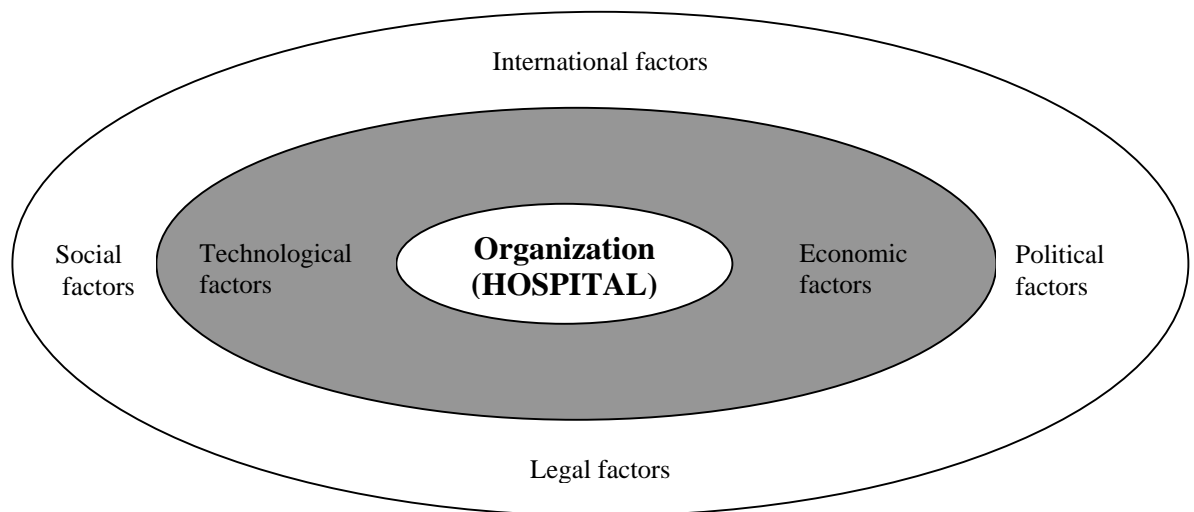 International factors
Social
factors
Technological
factors
Organization
(HOSPITAL)
Economic
factors
Political
factors
Legal factors